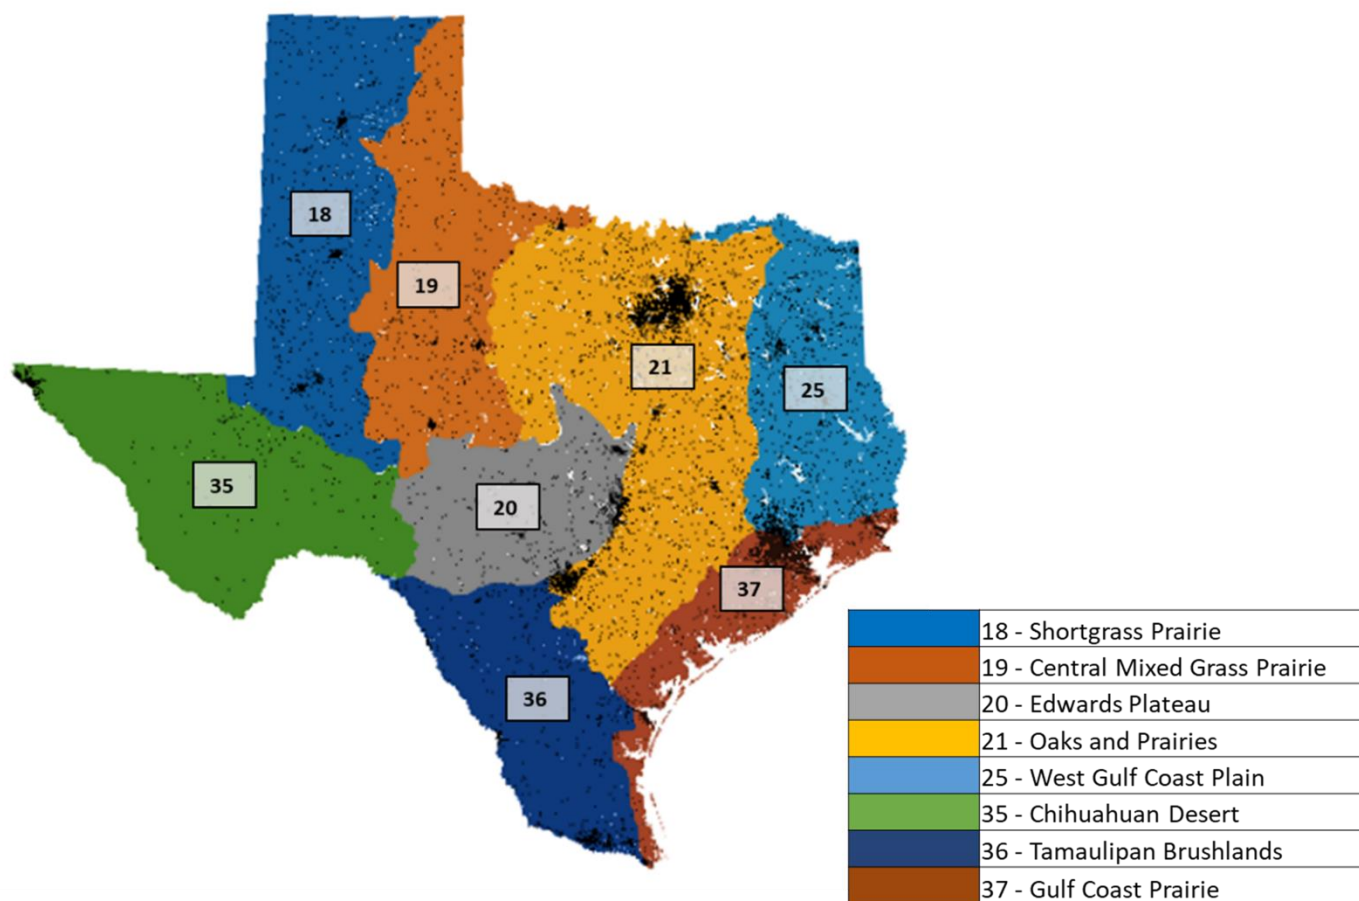 18
19
21
25
35
20
37
36
18 - Shortgrass Prairie
19 - Central Mixed Grass Prairie
20 - Edwards Plateau
21 - Oaks and Prairies
25 - West Gulf Coast Plain
35 - Chihuahuan Desert
36 - Tamaulipan Brushlands
37 - Gulf Coast Prairie